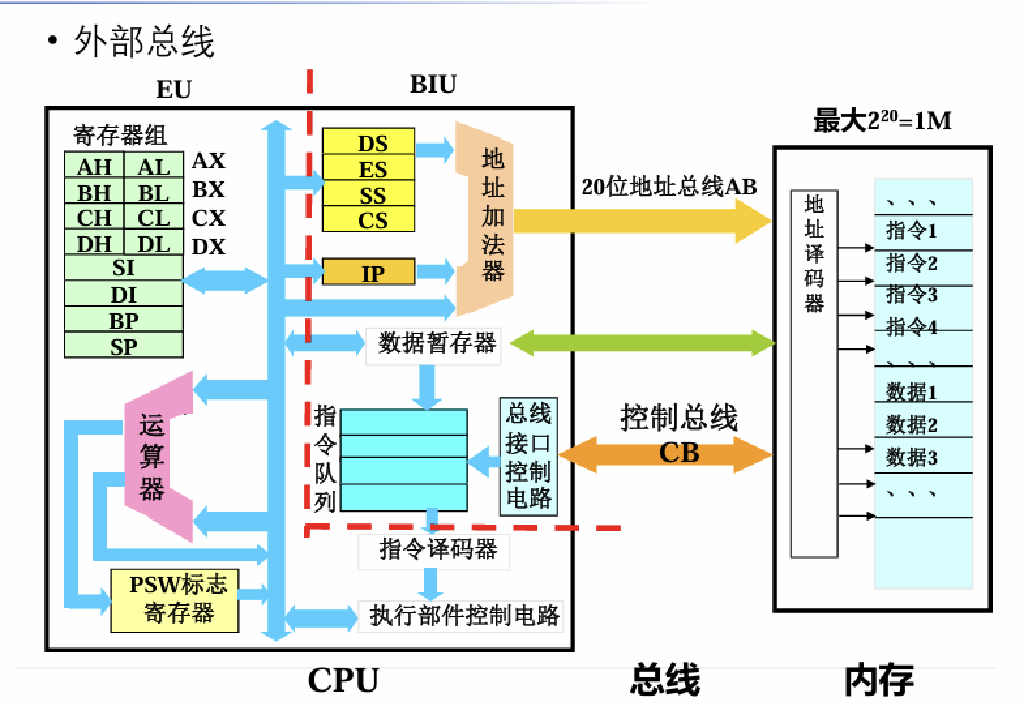 • 外部总线
EU
BIU
寄存器组
AH AL AX
BH BL BX
CH CL CX
DH DL DX
SI
DI
BP
SP
DS
ES
SS
CS
IP
地址加法器
数据暂存器
指令队列
总线
接口
控制
电路
运算器
PSW标志
寄存器
指令译码器
执行部件控制电路
CPU
20位地址总线AB
控制总线
CB
总线
最大2²⁰=1M
地址译码器
、、、
指令1
指令2
指令3
指令4
、、、
数据1
数据2
数据3
、、、
内存